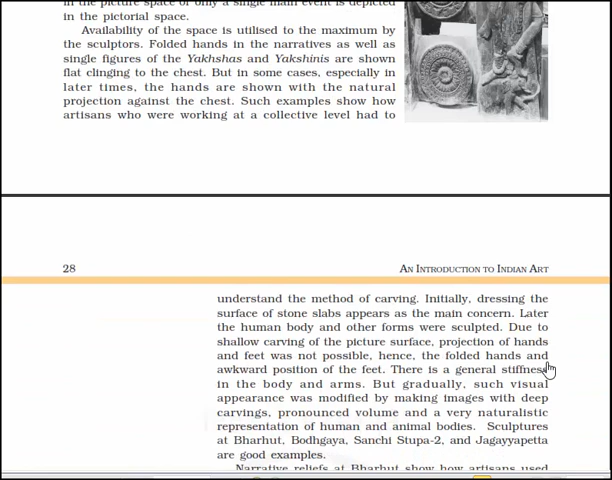 in the picture space or only a single main event is depicted
in the pictorial space.
Availability of the space is utilised to the maximum by
the sculptors. Folded hands in the narratives as well as
single figures of the Yakhshas and Yakshinis are shown
flat clinging to the chest. But in some cases, especially in
later times, the hands are shown with the natural
projection against the chest. Such examples show how
artisans who were working at a collective level had to
28
An Introduction to Indian Art
understand the method of carving. Initially, dressing the
surface of stone slabs appears as the main concern. Later
the human body and other forms were sculpted. Due to
shallow carving of the picture surface, projection of hands
and feet was not possible, hence, the folded hands and
awkward position of the feet. There is a general stiffness
in the body and arms. But gradually, such visual
appearance was modified by making images with deep
carvings, pronounced volume and a very naturalistic
representation of human and animal bodies. Sculptures
at Bharhut, Bodhgaya, Sanchi Stupa-2, and Jagayyapetta
are good examples.
Narrative reliefs at Bharhut show how artisans used